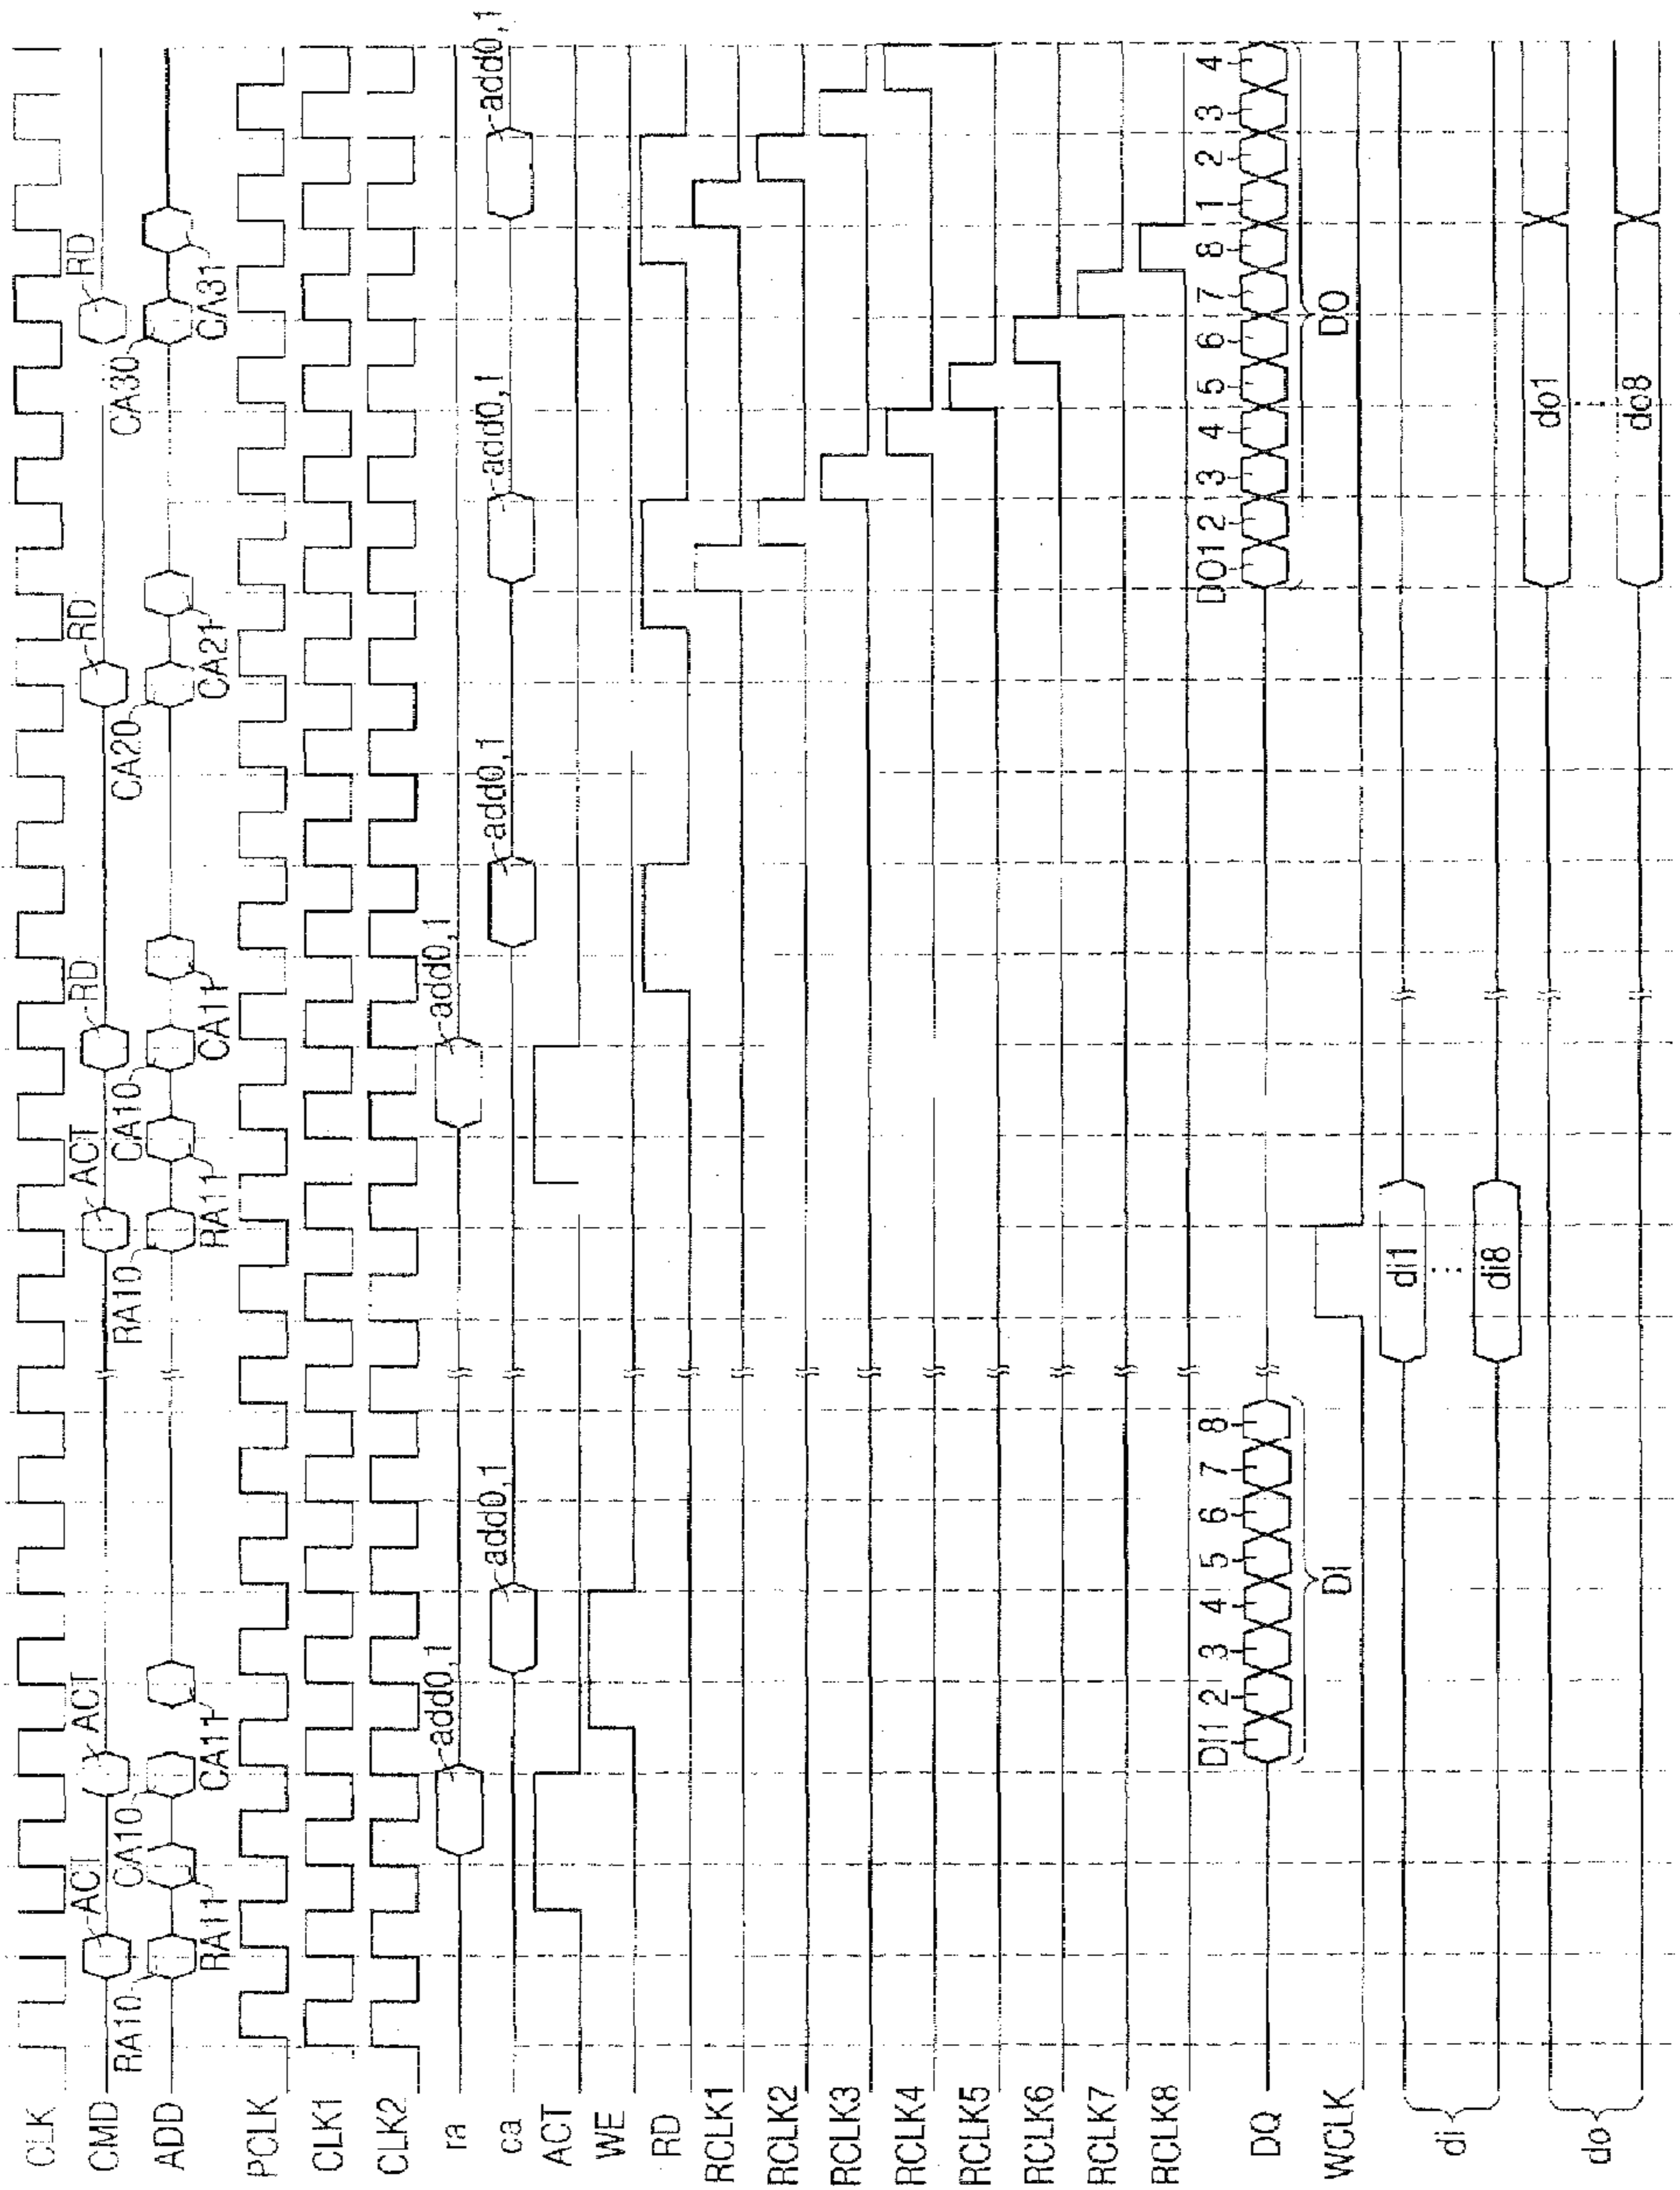 CLK
CMD ACT ACT ACT RD RD RD
ADD RA10 RA11 CA10 CA11 RA10 RA11 CA10 CA11 CA20 CA21 CA30 CA31
PCLK
CLK1
CLK2
ra add0,1 add0,1
ca add0,1 add0,1 add0,1 add0,1
ACT
WE
RD
RCLK1
RCLK2
RCLK3
RCLK4
RCLK5
RCLK6
RCLK7
RCLK8
DQ DI1 2 3 4 5 6 7 8 DO1 2 3 4 5 6 7 8 1 2 3 4
DI DO
WCLK
di di1 di8
do do1 do8